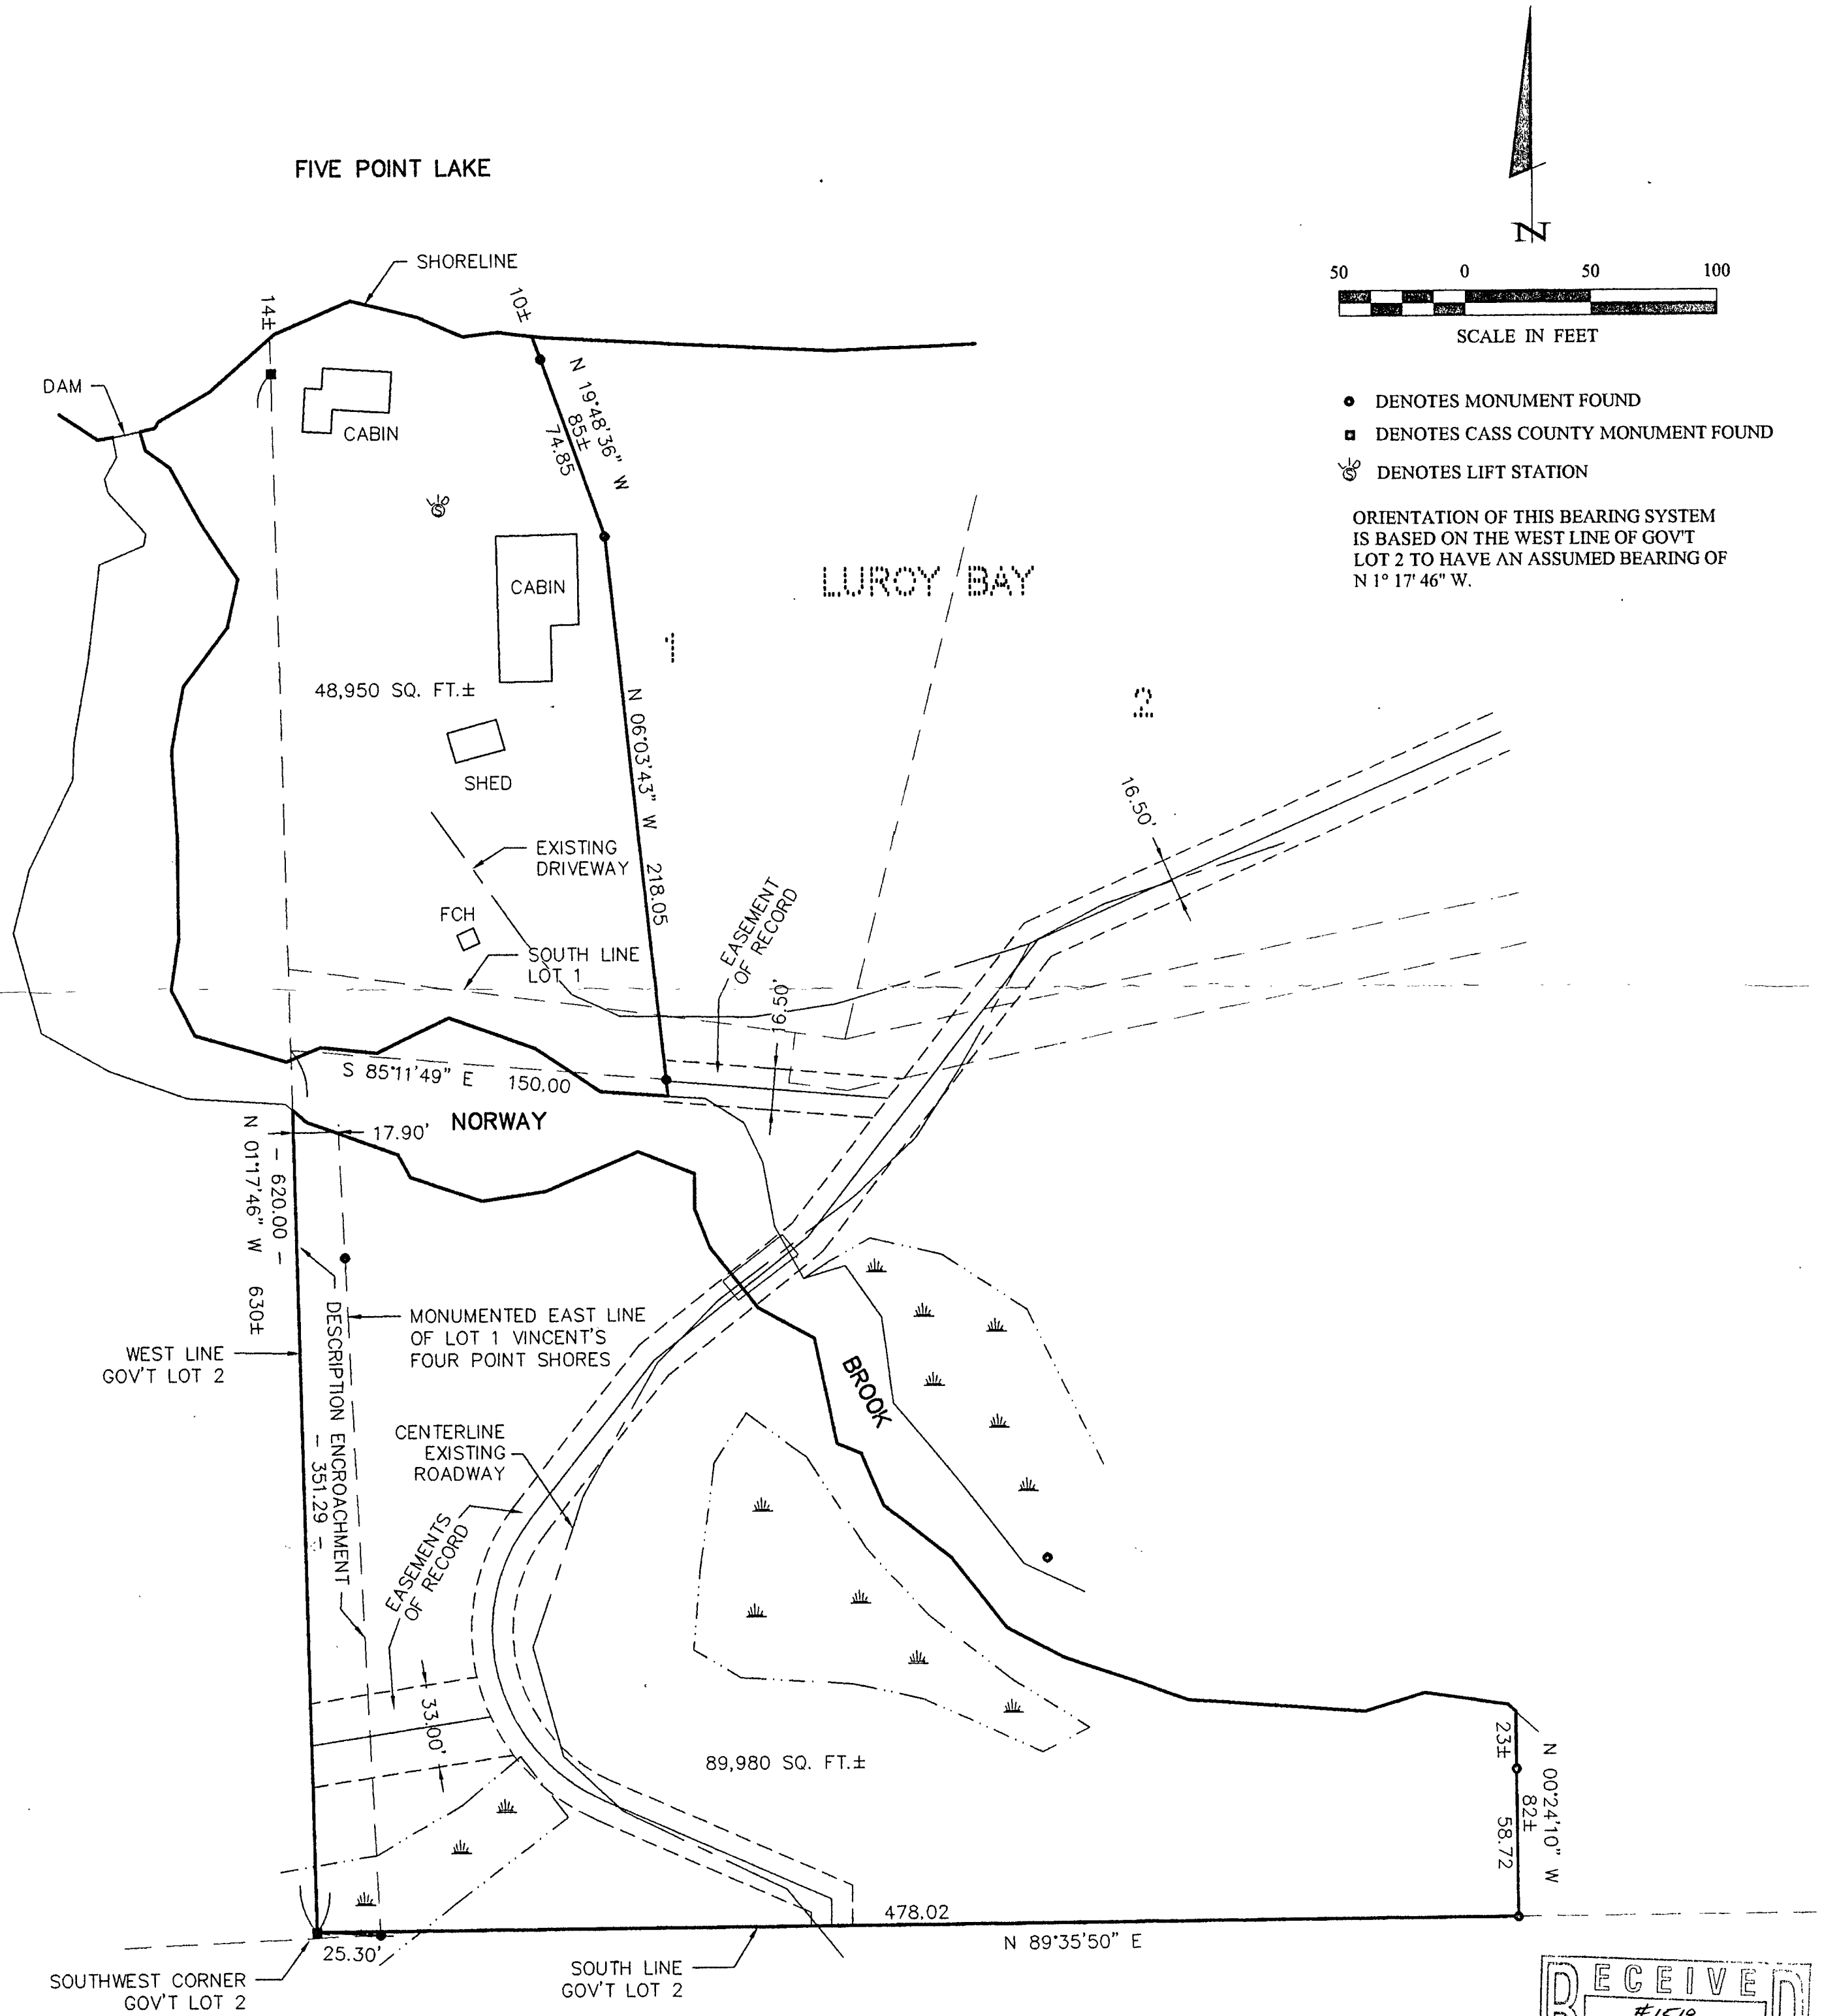 FIVE POINT LAKE
N
50 0 50 100
SCALE IN FEET
DENOTES MONUMENT FOUND
DENOTES CASS COUNTY MONUMENT FOUND
S DENOTES LIFT STATION
ORIENTATION OF THIS BEARING SYSTEM
IS BASED ON THE WEST LINE OF GOV'T
LOT 2 TO HAVE AN ASSUMED BEARING OF
N 1° 17' 46" W.
SHORELINE
14±
10±
DAM
CABIN
N 19°48'36" W
85±
74.85
S
CABIN
LUROY BAY
1
2
48,950 SQ. FT.±
N 06°03'43" W 218.05
SHED
16.50'
EXISTING
DRIVEWAY
FCH
SOUTH LINE
LOT 1
EASEMENT
OF RECORD
16.50'
S 85°11'49" E 150.00
NORWAY
17.90'
N 01°17'46" W 630±
- 620.00 -
MONUMENTED EAST LINE
OF LOT 1 VINCENT'S
FOUR POINT SHORES
WEST LINE
GOV'T LOT 2
DESCRIPTION ENCROACHMENT
- 351.29 -
BROOK
CENTERLINE
EXISTING
ROADWAY
EASEMENTS
OF RECORD
33.00'
89,980 SQ. FT.±
23±
N 00°24'10" W
82±
58.72
478.02
N 89°35'50" E
25.30'
SOUTHWEST CORNER
GOV'T LOT 2
SOUTH LINE
GOV'T LOT 2
RECEIVED
#1518